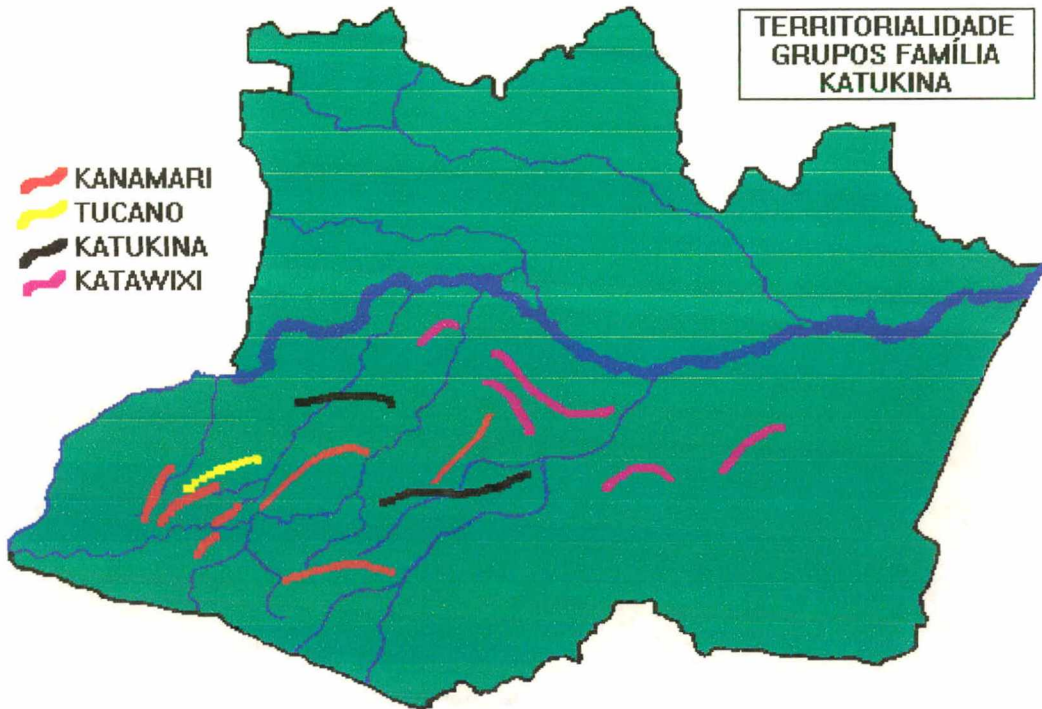 TERRITORIALIDADE
GRUPOS FAMÍLIA
KATUKINA
KANAMARI
TUCANO
KATUKINA
KATAWIXI